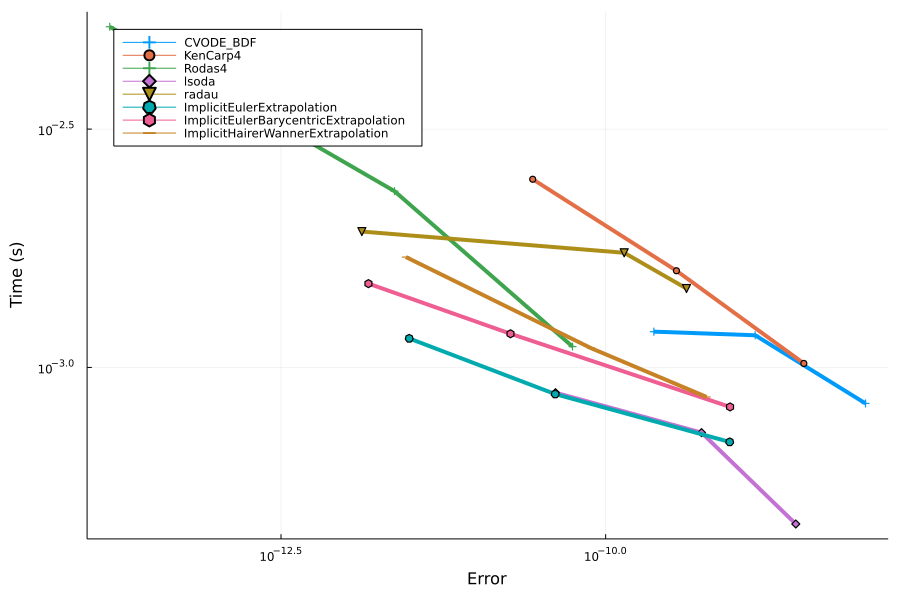 CVODE_BDF
KenCarp4
Rodas4
lsoda
radau
ImplicitEulerExtrapolation
ImplicitEulerBarycentricExtrapolation
ImplicitHairerWannerExtrapolation
10⁻²·⁵
Time (s)
10⁻³·⁰
10⁻¹²·⁵
10⁻¹⁰·⁰
Error